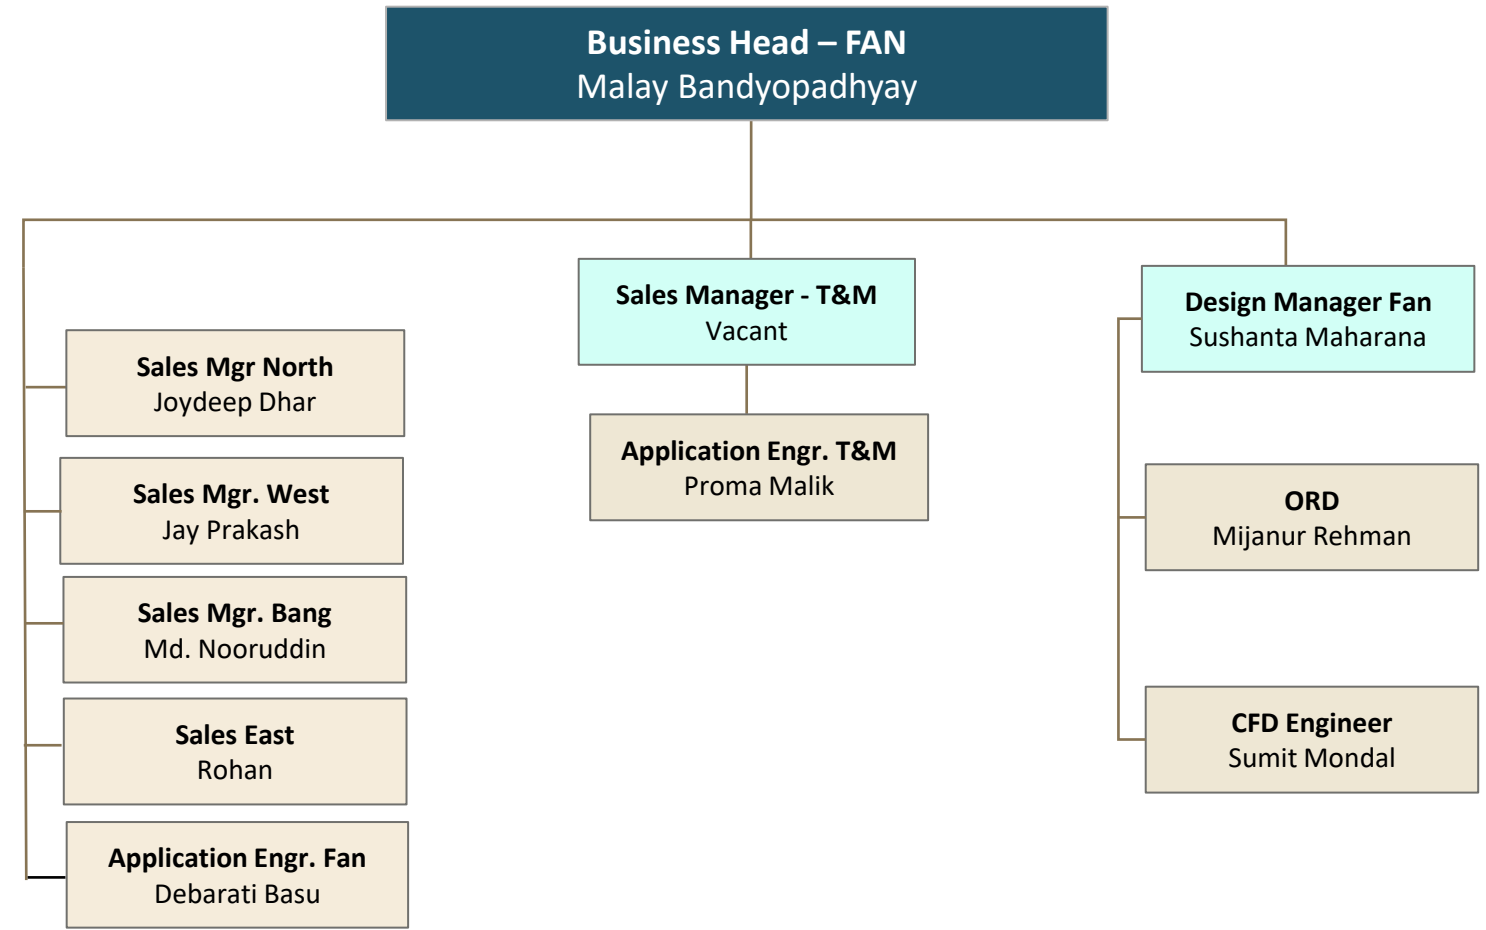 Business Head – FAN
Malay Bandyopadhyay
Sales Mgr North
Joydeep Dhar
Sales Mgr. West
Jay Prakash
Sales Mgr. Bang
Md. Nooruddin
Sales East
Rohan
Application Engr. Fan
Debarati Basu
Sales Manager - T&M
Vacant
Application Engr. T&M
Proma Malik
Design Manager Fan
Sushanta Maharana
ORD
Mijanur Rehman
CFD Engineer
Sumit Mondal